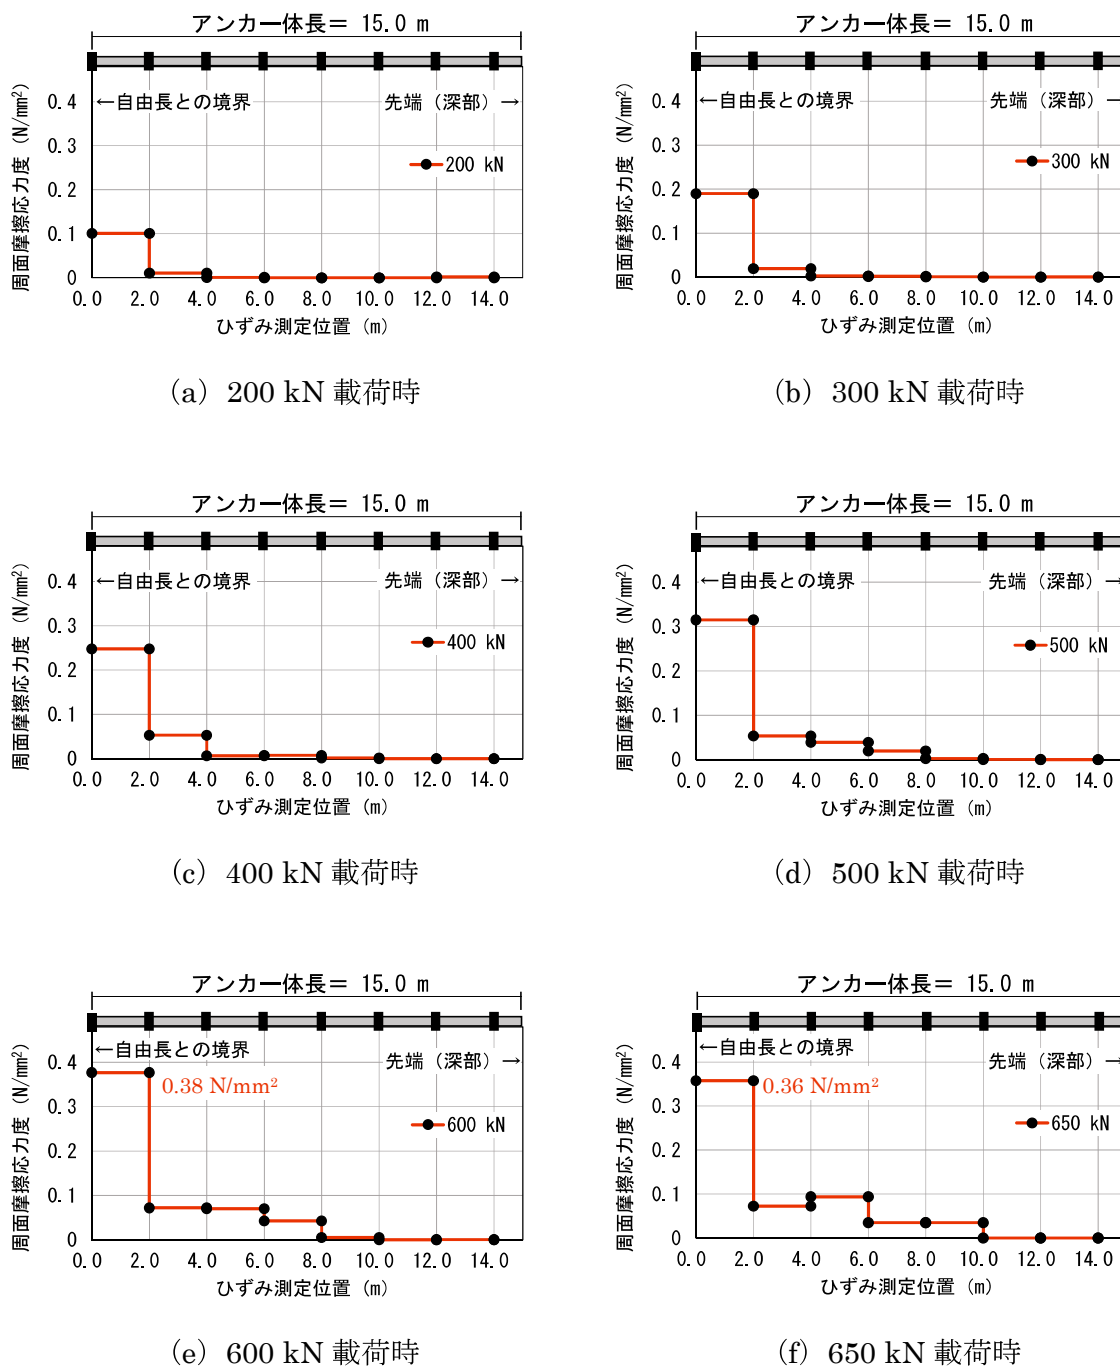 アンカー体長＝ 15.0 m
←自由長との境界
先端（深部）→
周面摩擦応力度 (N/mm²)
0.4
0.3
0.2
0.1
0
200 kN
0.0 2.0 4.0 6.0 8.0 10.0 12.0 14.0
ひずみ測定位置 (m)
(a) 200 kN 載荷時
アンカー体長＝ 15.0 m
←自由長との境界
先端（深部）→
周面摩擦応力度 (N/mm²)
0.4
0.3
0.2
0.1
0
300 kN
0.0 2.0 4.0 6.0 8.0 10.0 12.0 14.0
ひずみ測定位置 (m)
(b) 300 kN 載荷時
アンカー体長＝ 15.0 m
←自由長との境界
先端（深部）→
周面摩擦応力度 (N/mm²)
0.4
0.3
0.2
0.1
0
400 kN
0.0 2.0 4.0 6.0 8.0 10.0 12.0 14.0
ひずみ測定位置 (m)
(c) 400 kN 載荷時
アンカー体長＝ 15.0 m
←自由長との境界
先端（深部）→
周面摩擦応力度 (N/mm²)
0.4
0.3
0.2
0.1
0
500 kN
0.0 2.0 4.0 6.0 8.0 10.0 12.0 14.0
ひずみ測定位置 (m)
(d) 500 kN 載荷時
アンカー体長＝ 15.0 m
←自由長との境界
先端（深部）→
周面摩擦応力度 (N/mm²)
0.4
0.3
0.2
0.1
0
0.38 N/mm²
600 kN
0.0 2.0 4.0 6.0 8.0 10.0 12.0 14.0
ひずみ測定位置 (m)
(e) 600 kN 載荷時
アンカー体長＝ 15.0 m
←自由長との境界
先端（深部）→
周面摩擦応力度 (N/mm²)
0.4
0.3
0.2
0.1
0
0.36 N/mm²
650 kN
0.0 2.0 4.0 6.0 8.0 10.0 12.0 14.0
ひずみ測定位置 (m)
(f) 650 kN 載荷時